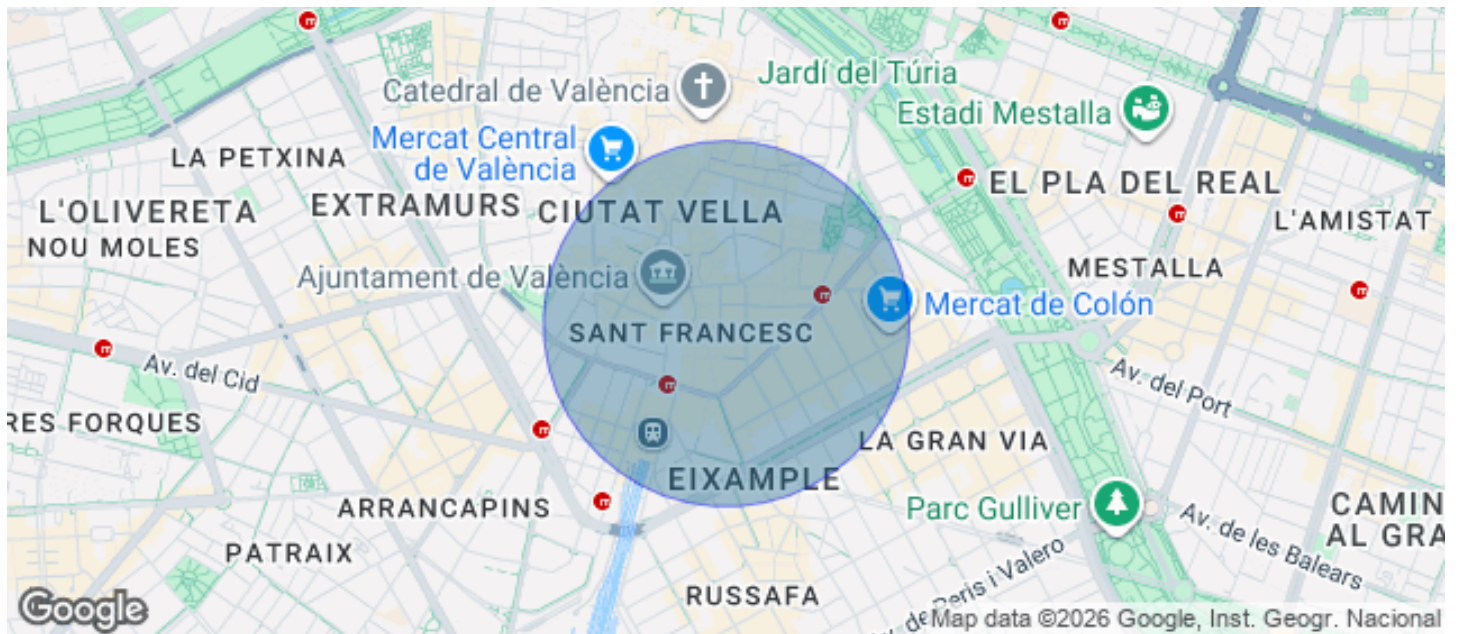 Jardí del Túria
Catedral de València
Estadi Mestalla
Mercat Central
de València
LA PETXINA
EL PLA DEL REAL
L'OLIVERETA
EXTRAMURS
CIUTAT VELLA
L'AMISTAT
NOU MOLES
MESTALLA
Ajuntament de València
Mercat de Colón
SANT FRANCESC
Av. del Cid
Av. del Port
RES FORQUES
LA GRAN VIA
EIXAMPLE
ARRANCAPINS
Parc Gulliver
CAMIN
AL GRA
Av. de les Balears
PATRAIX
de Peris i Valero
RUSSAFA
Google
Map data ©2026 Google, Inst. Geogr. Nacional